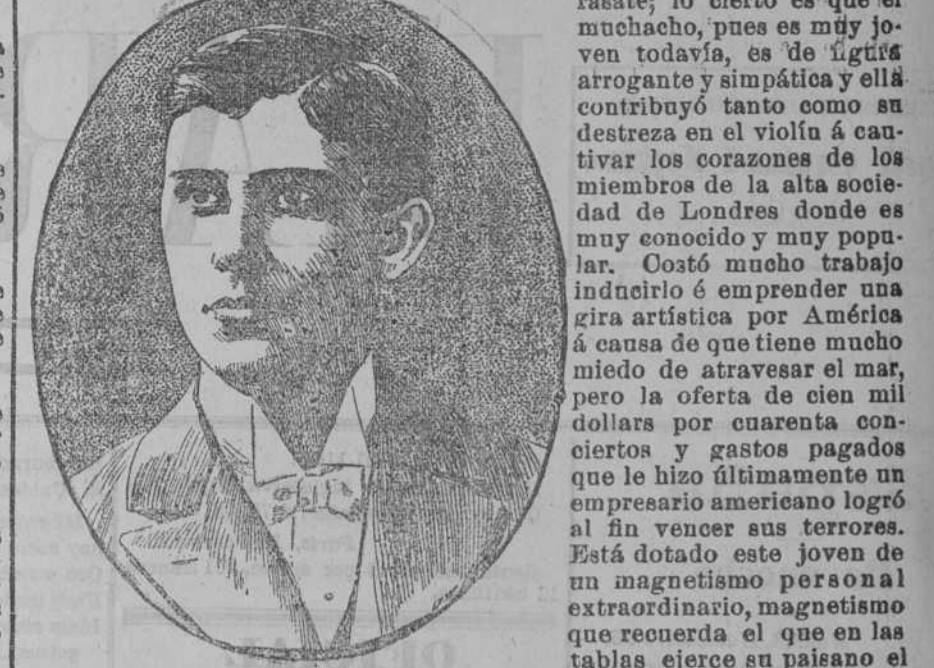 muchacho, pues es muy jo-
ven todavía, es de figura
arrogante y simpática y ella
contribuyó tanto como su
destreza en el violín á cau-
tivar los corazones de los
miembros de la alta socie-
dad de Londres donde es
muy conocido y muy popu-
lar. Costó mucho trabajo
inducirlo é emprender una
gira artística por América
á causa de que tiene mucho
miedo de atravesar el mar,
pero la oferta de cien mil
dollars por cuarenta con-
ciertos y gastos pagados
que le hizo últimamente un
empresario americano logró
al fin vencer sus terrores.
Está dotado este joven de
un magnetismo personal
extraordinario, magnetismo
que recuerda el que en las
tablas ejerce su paisano el